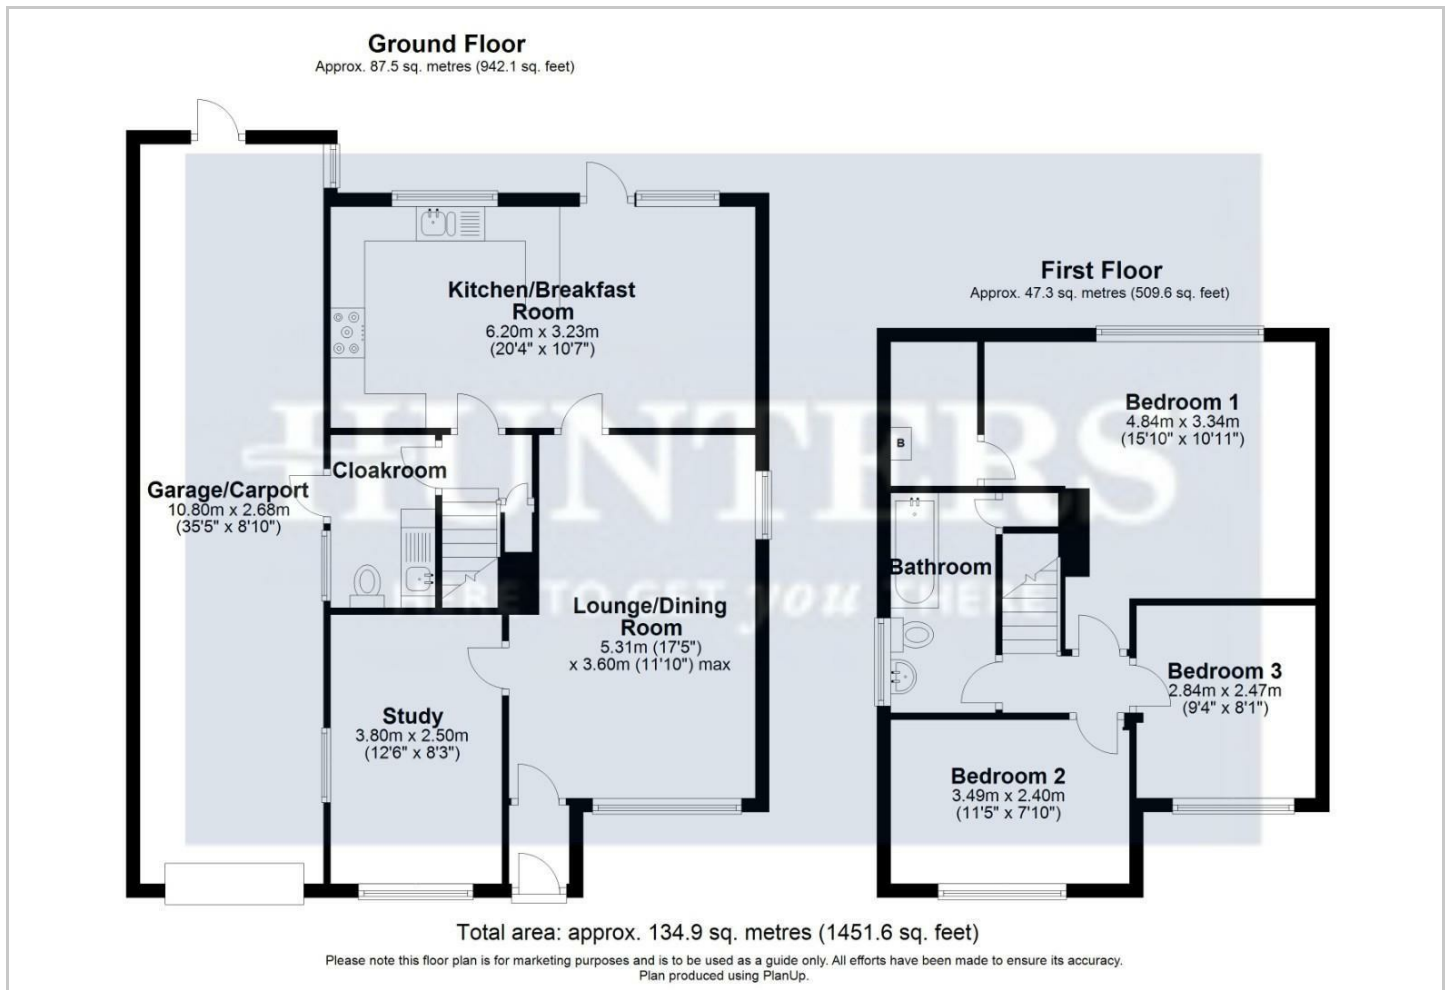 Ground Floor
Approx. 87.5 sq. metres (942.1 sq. feet)
Kitchen/Breakfast
Room
6.20m x 3.23m
(20'4" x 10'7")
Cloakroom
Garage/Carport
10.80m x 2.68m
(35'5" x 8'10")
Lounge/Dining
Room
5.31m (17'5")
x 3.60m (11'10") max
Study
3.80m x 2.50m
(12'6" x 8'3")
First Floor
Approx. 47.3 sq. metres (509.6 sq. feet)
Bedroom 1
4.84m x 3.34m
(15'10" x 10'11")
B
Bathroom
Bedroom 3
2.84m x 2.47m
(9'4" x 8'1")
Bedroom 2
3.49m x 2.40m
(11'5" x 7'10")
HUNTERS
HERE TO GET you THERE
Total area: approx. 134.9 sq. metres (1451.6 sq. feet)
Please note this floor plan is for marketing purposes and is to be used as a guide only. All efforts have been made to ensure its accuracy.
Plan produced using PlanUp.